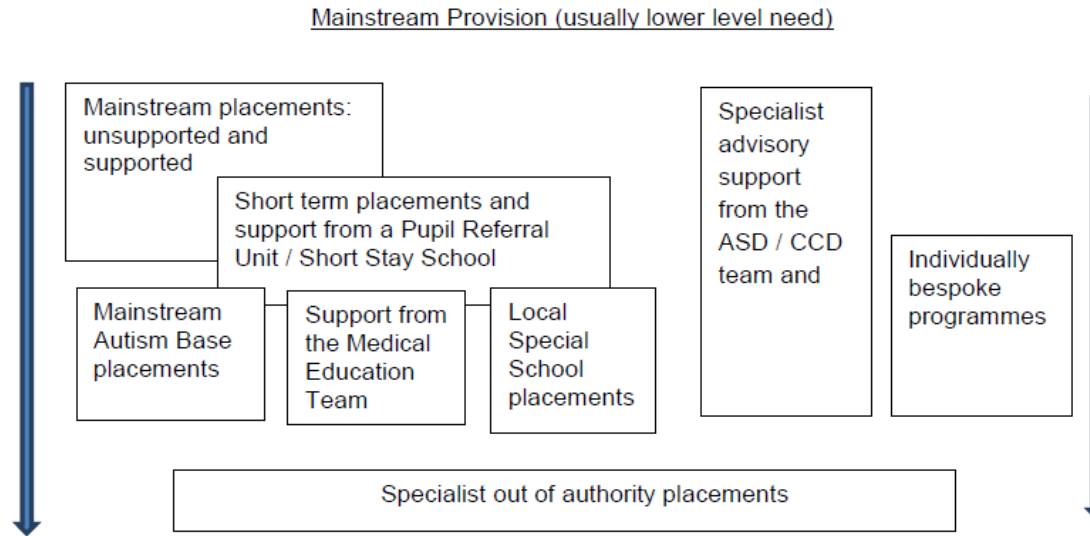 Mainstream Provision (usually lower level need)
Mainstream placements:
unsupported and
supported
Short term placements and
support from a Pupil Referral
Unit / Short Stay School
Mainstream
Autism Base
placements
Support from
the Medical
Education
Team
Local
Special
School
placements
Specialist
advisory
support
from the
ASD / CCD
team and
Individually
bespoke
programmes
Specialist out of authority placements